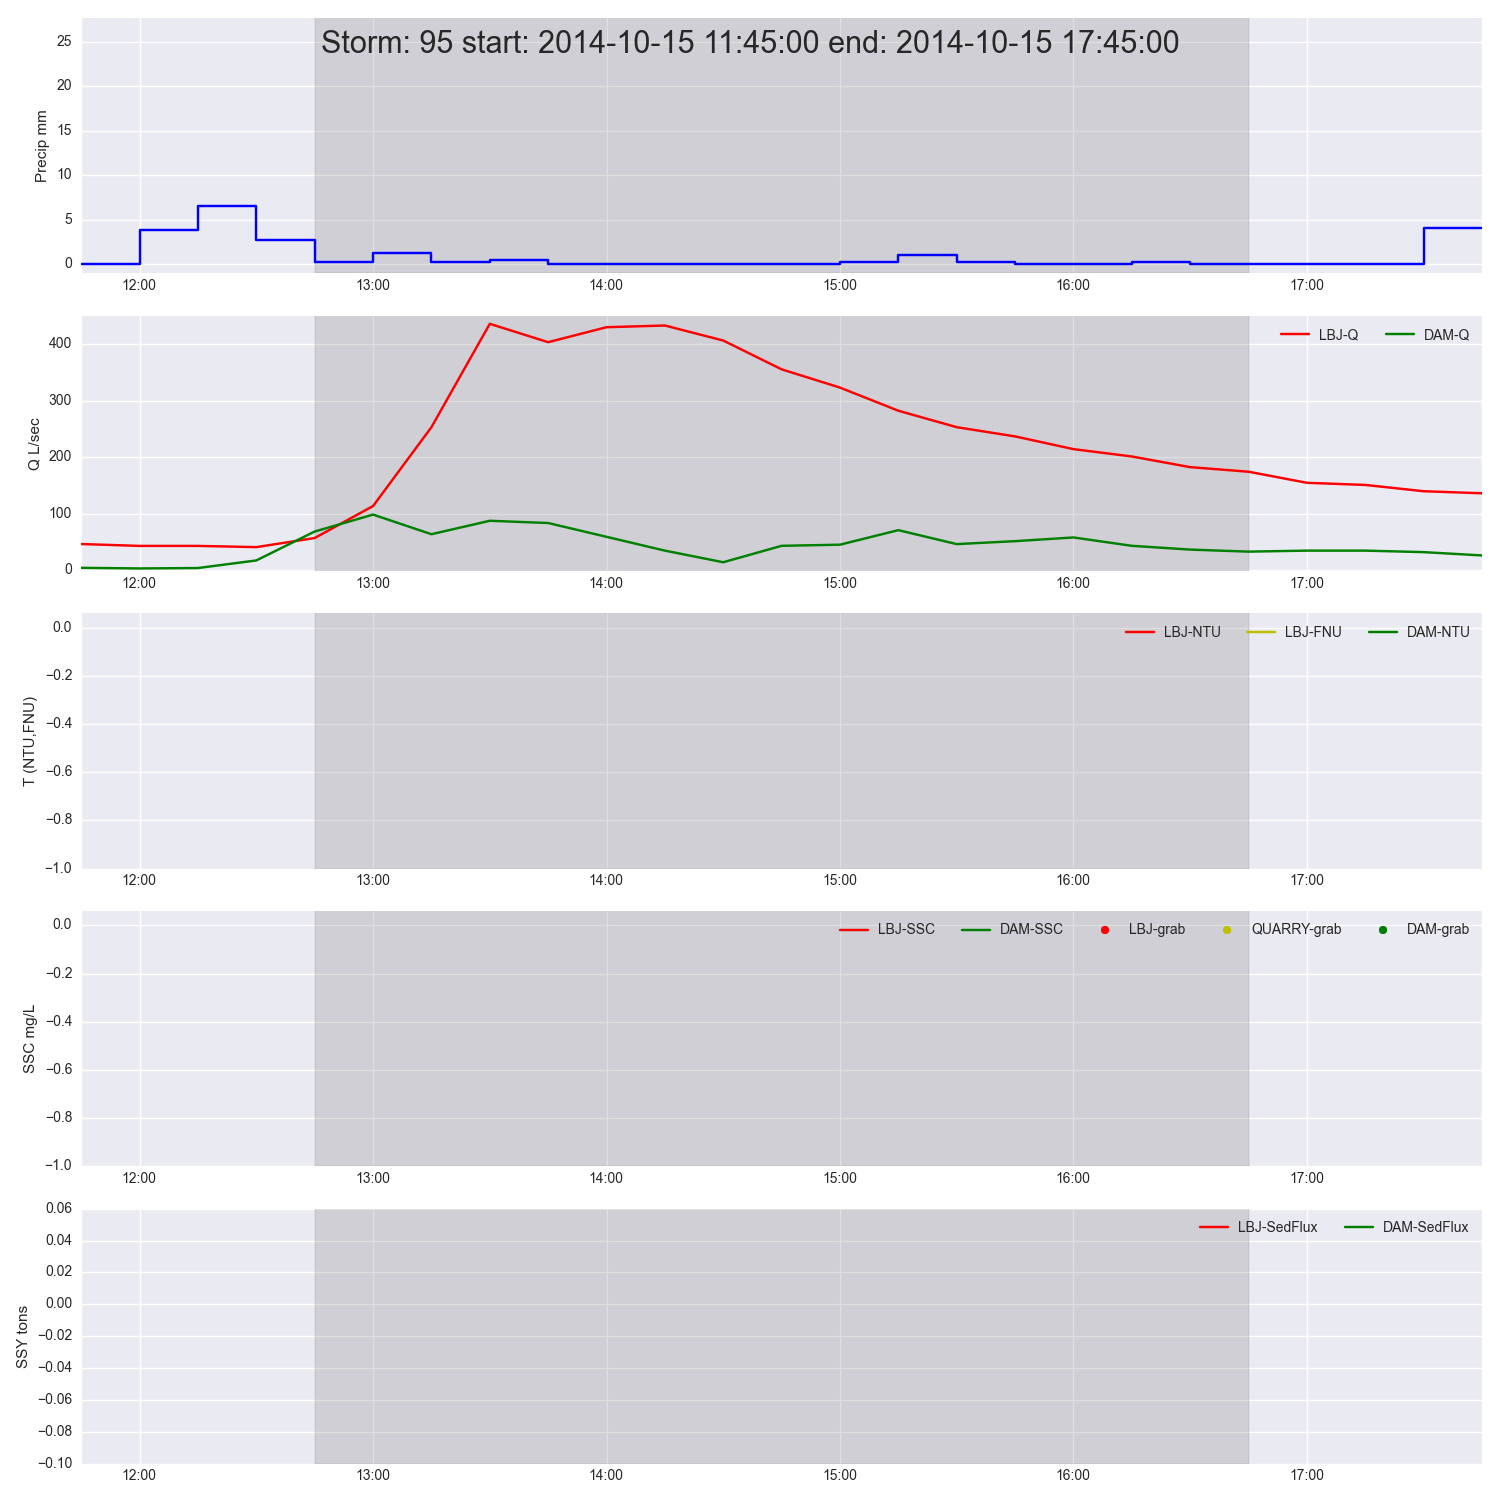 Storm: 95 start: 2014-10-15 11:45:00 end: 2014-10-15 17:45:00
Precip mm
25
20
15
10
5
0
12:00 13:00 14:00 15:00 16:00 17:00
LBJ-Q DAM-Q
Q L/sec
400
300
200
100
0
12:00 13:00 14:00 15:00 16:00 17:00
LBJ-NTU LBJ-FNU DAM-NTU
T (NTU,FNU)
0.0
−0.2
−0.4
−0.6
−0.8
−1.0
12:00 13:00 14:00 15:00 16:00 17:00
LBJ-SSC DAM-SSC LBJ-grab QUARRY-grab DAM-grab
SSC mg/L
0.0
−0.2
−0.4
−0.6
−0.8
−1.0
12:00 13:00 14:00 15:00 16:00 17:00
LBJ-SedFlux DAM-SedFlux
SSY tons
0.06
0.04
0.02
0.00
−0.02
−0.04
−0.06
−0.08
−0.10
12:00 13:00 14:00 15:00 16:00 17:00